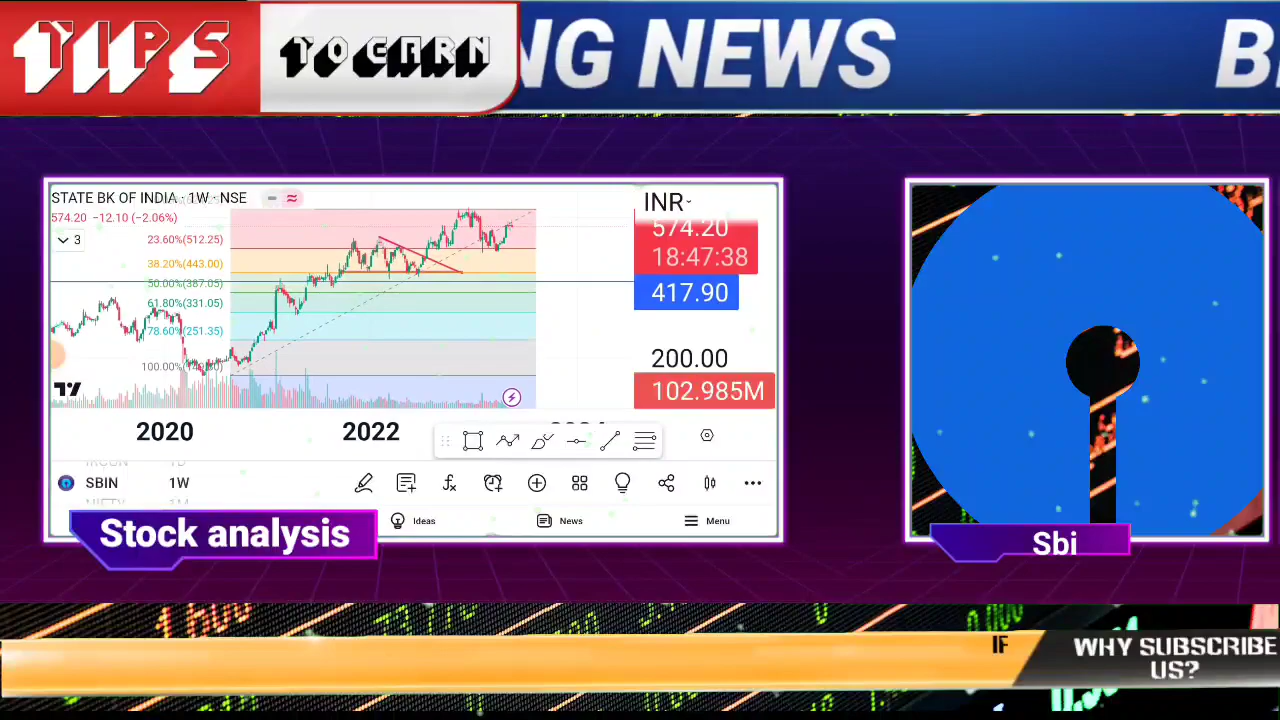 TIPS
TO EARN
NG NEWS
B
STATE BK OF INDIA · 1W · NSE
574.20 −12.10 (−2.06%)
3
23.60%(512.25)
38.20%(443.00)
50.00%(387.05)
61.80%(331.05)
78.60%(251.35)
INR
574.20
18:47:38
417.90
200.00
102.985M
2020
2022
SBIN 1W
Ideas
News
Menu
Stock analysis
Sbi
IF
WHY SUBSCRIBE
US?